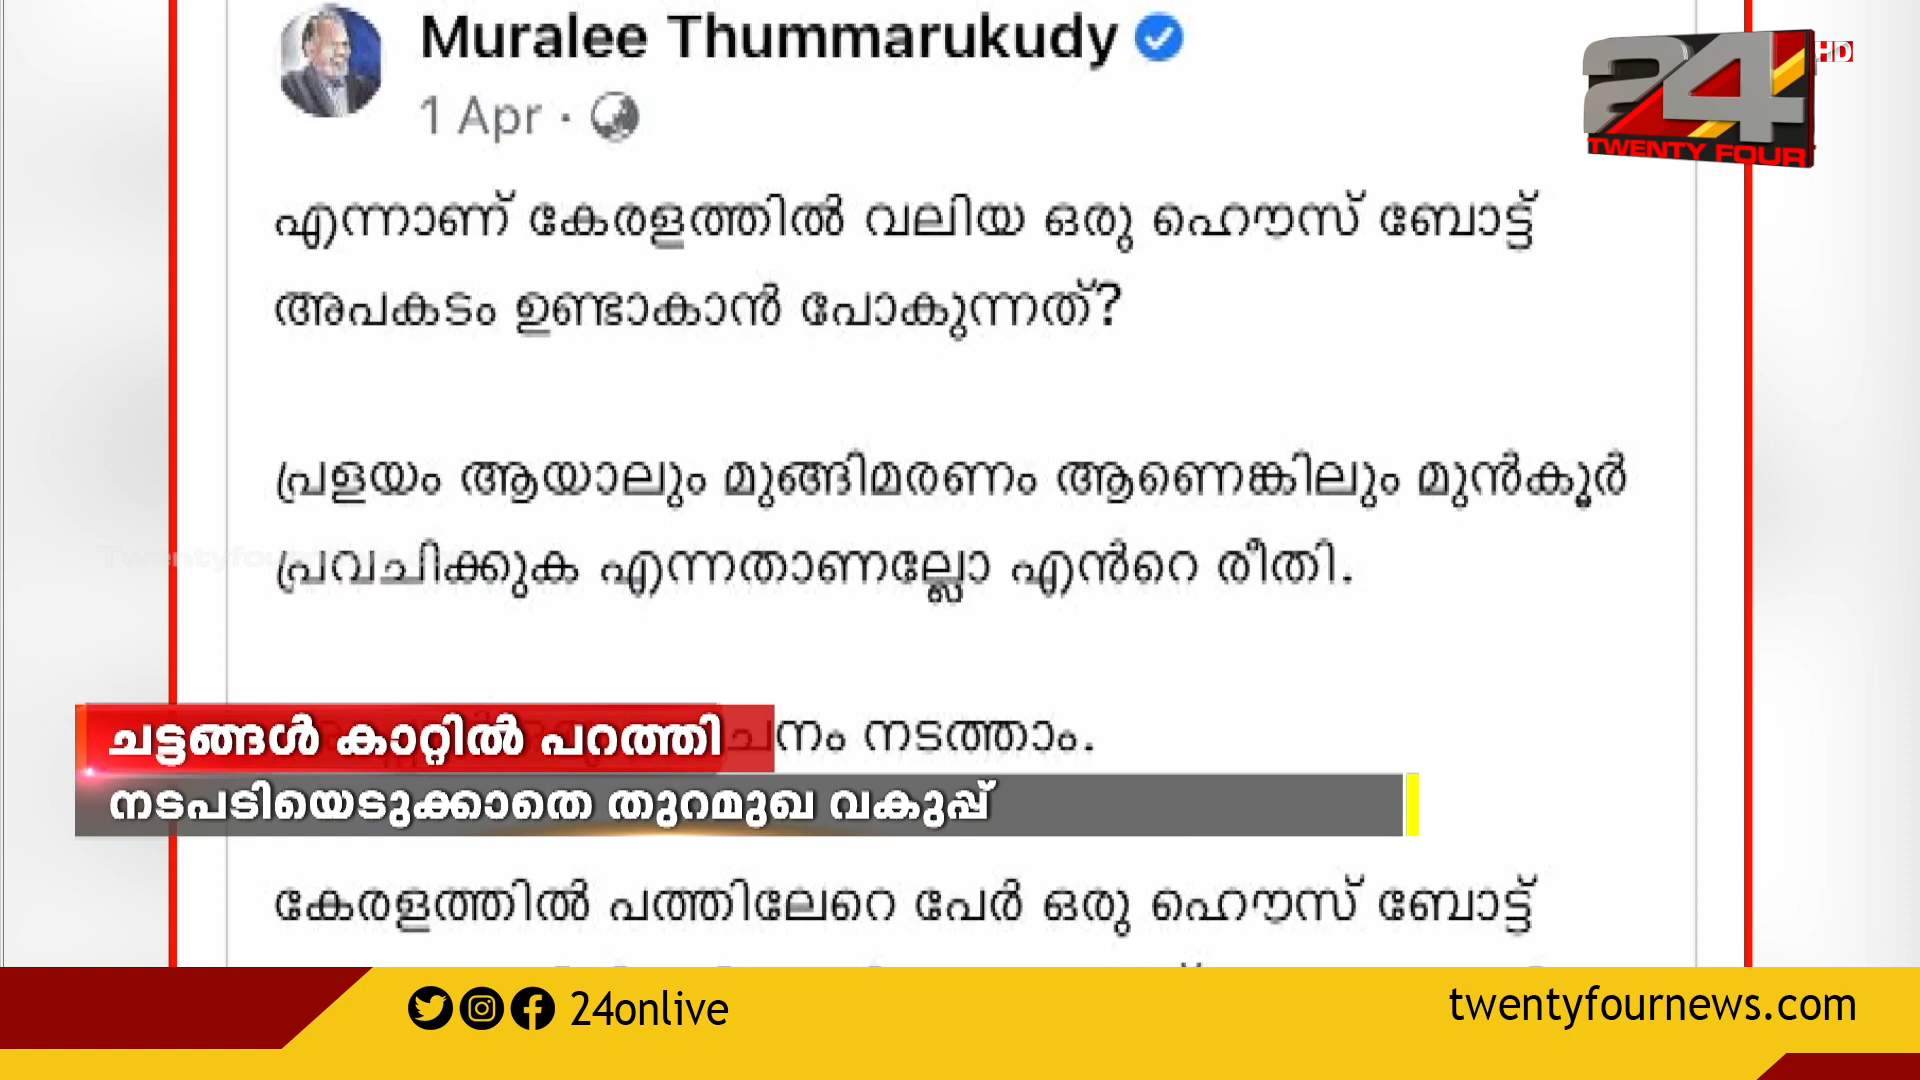 Muralee Thummarukudy
1 Apr ·
24
HD
TWENTY FOUR
എന്നാണ് കേരളത്തിൽ വലിയ ഒരു ഹൌസ് ബോട്ട്
അപകടം ഉണ്ടാകാൻ പോകുന്നത്?
പ്രളയം ആയാലും മുങ്ങിമരണം ആണെങ്കിലും മുൻകൂർ
പ്രവചിക്കുക എന്നതാണല്ലോ എൻറെ രീതി.
നടത്താം.
ചട്ടങ്ങൾ കാറ്റിൽ പറത്തി
നടപടിയെടുക്കാതെ തുറമുഖ വകുപ്പ്
കേരളത്തിൽ പത്തിലേറെ പേർ ഒരു ഹൌസ് ബോട്ട്
24onlive
twentyfournews.com